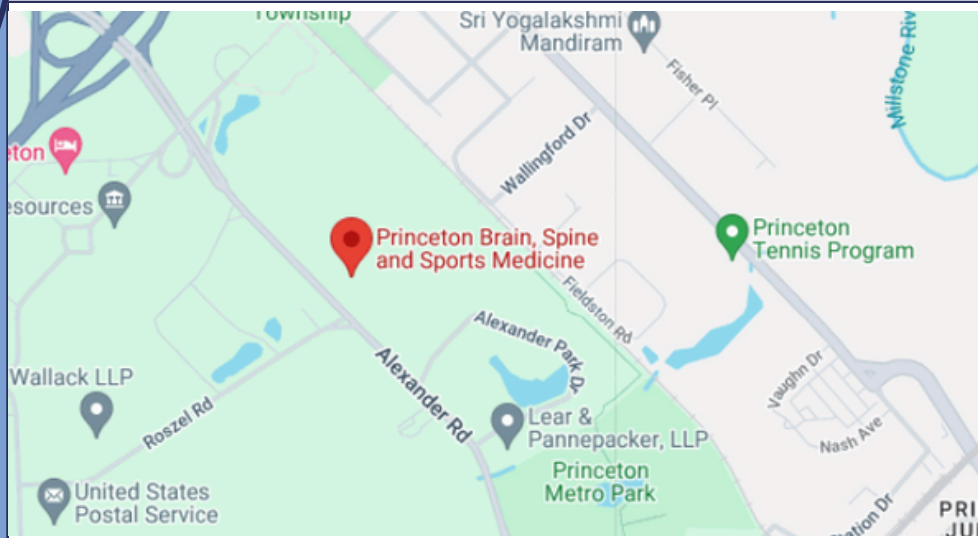 Township
Sri Yogalakshmi
Mandiram
Fisher Pl
Millstone Riv
Wallingford Dr
eton
esources
Princeton Brain, Spine
and Sports Medicine
Princeton
Tennis Program
Fieldston Rd
Alexander Park Dr
Alexander Rd
Vaughn Dr
Wallack LLP
Roszel Rd
Lear &
Pannepacker, LLP
Nash Ave
Princeton
Metro Park
United States
Postal Service
Station Dr
PRI
JU